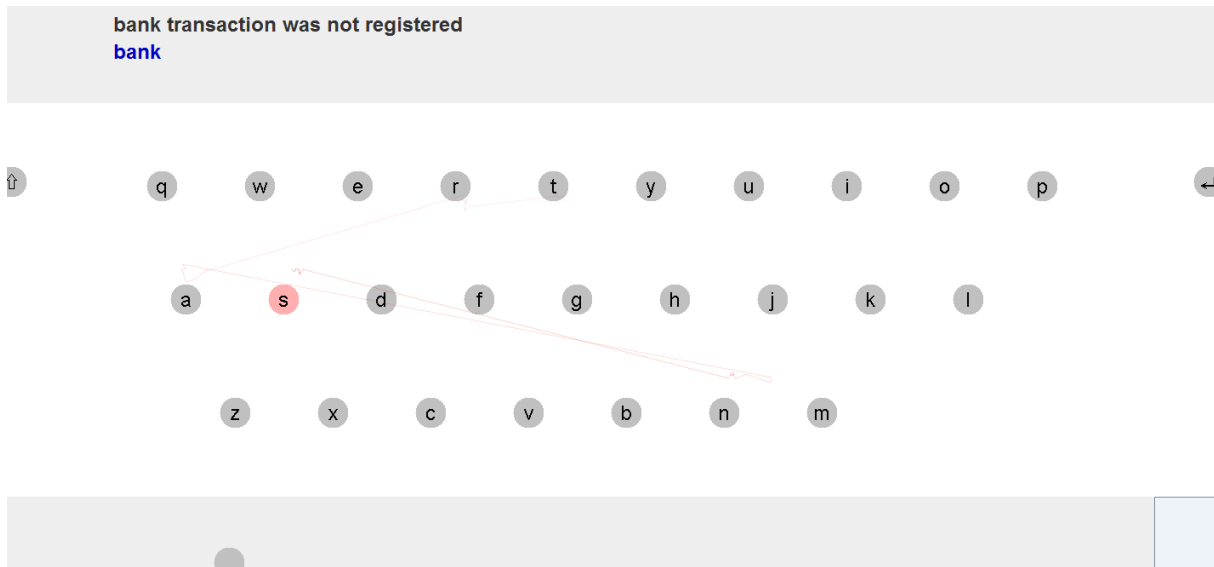 bank transaction was not registered
bank
⇧ q w e r t y u i o p ↵
a s d f g h j k l
z x c v b n m